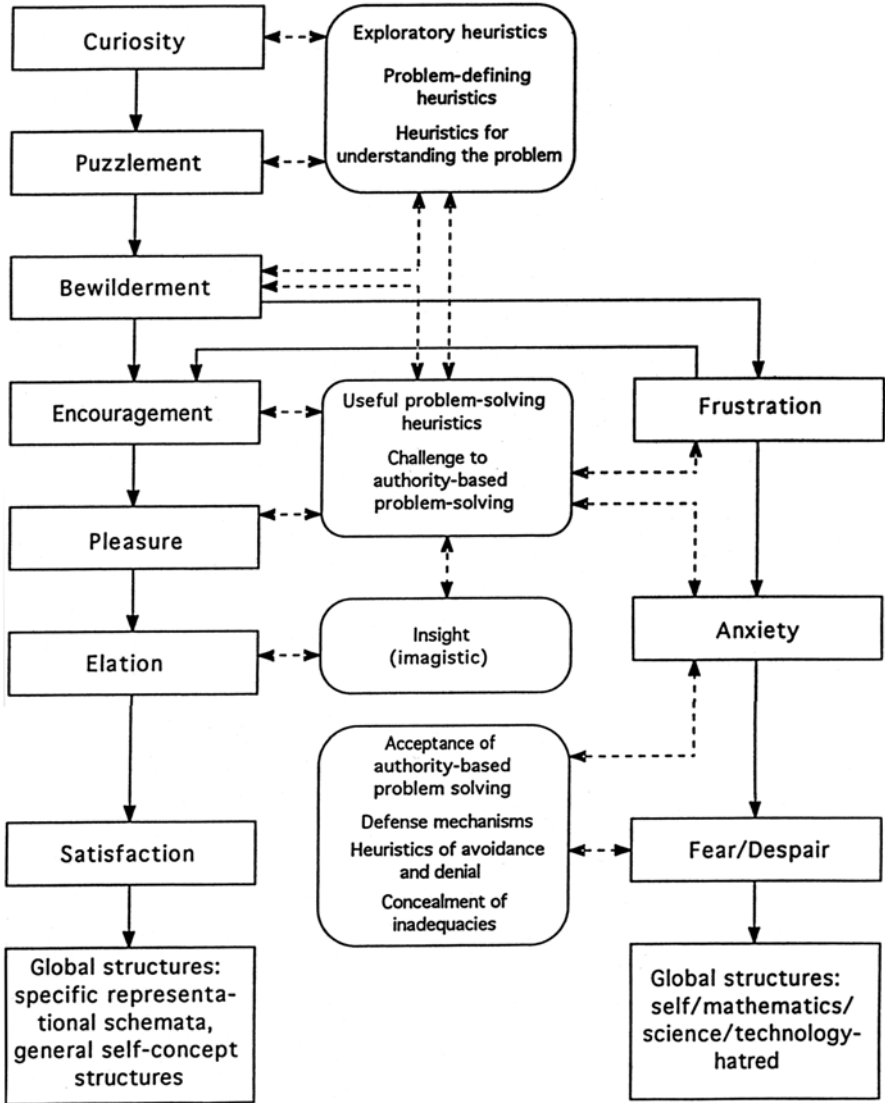 Curiosity
Exploratory heuristics
Problem-defining
heuristics
Heuristics for
understanding the problem
Puzzlement
Bewilderment
Encouragement
Useful problem-solving
heuristics
Challenge to
authority-based
problem-solving
Frustration
Pleasure
Elation
Insight
(imagistic)
Anxiety
Acceptance of
authority-based
problem solving
Defense mechanisms
Heuristics of avoidance
and denial
Concealment of
inadequacies
Satisfaction
Fear/Despair
Global structures:
specific representa-
tional schemata,
general self-concept
structures
Global structures:
self/mathematics/
science/technology-
hatred